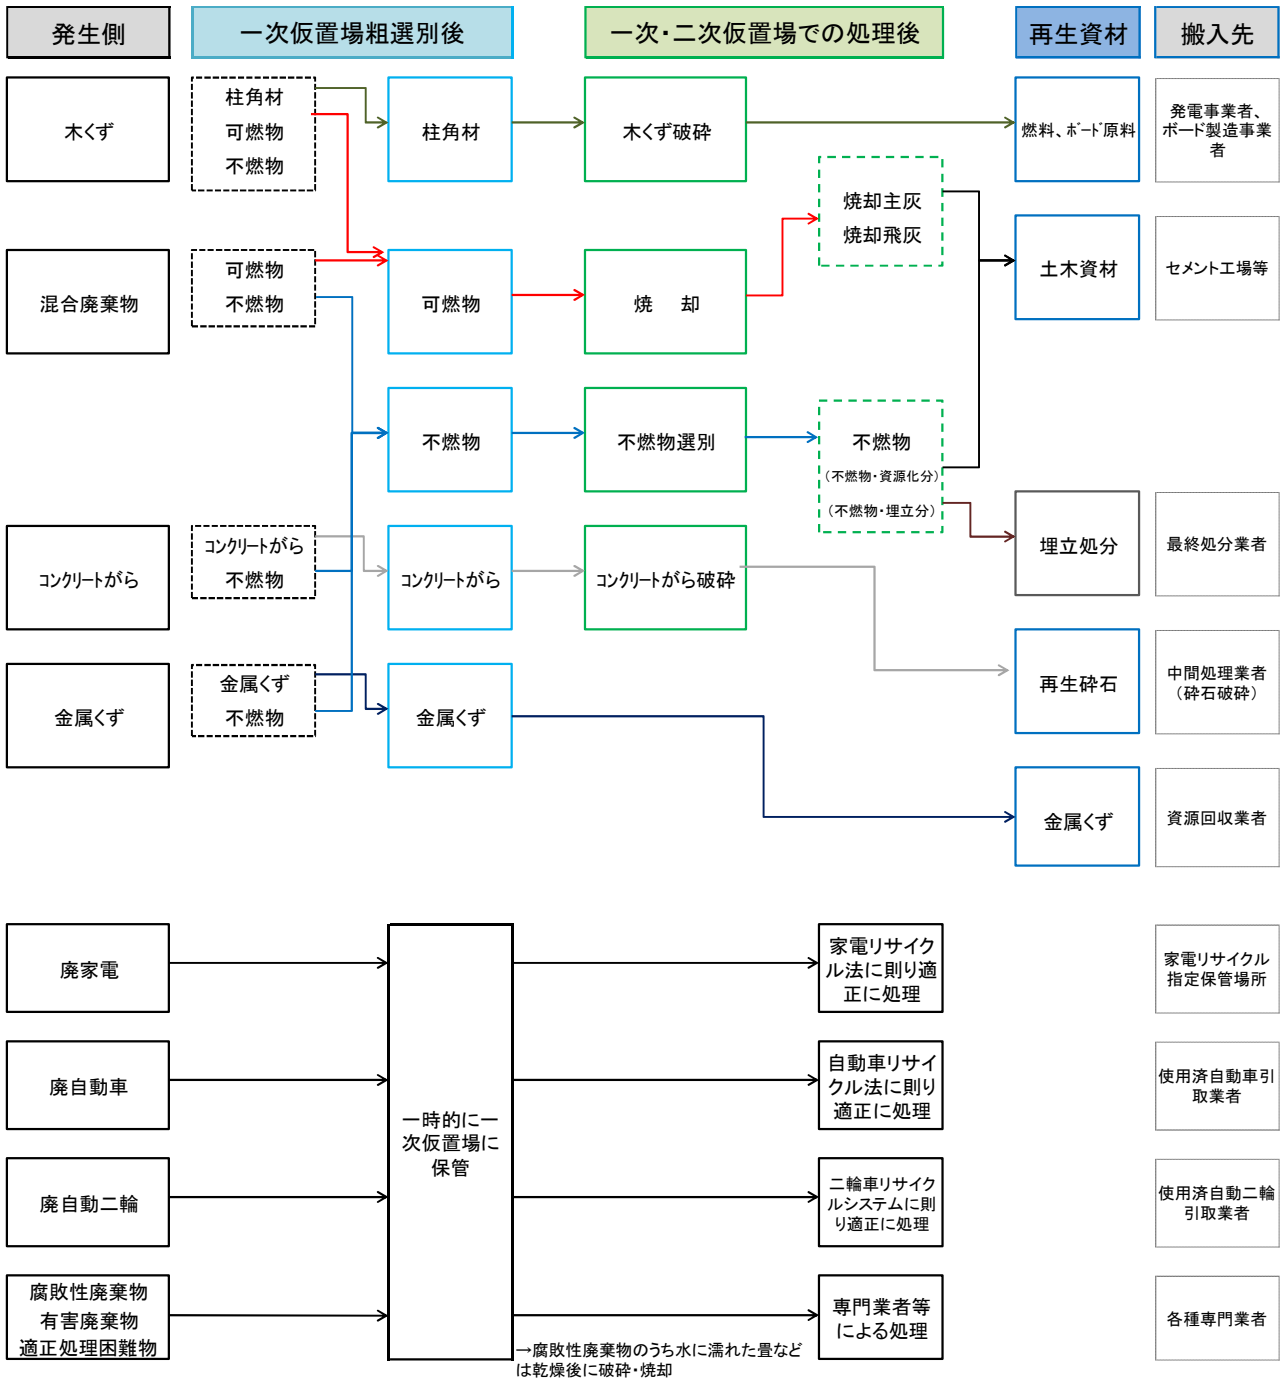 発生側
一次仮置場粗選別後
一次・二次仮置場での処理後
再生資材
搬入先
木くず
柱角材
可燃物
不燃物
柱角材
木くず破砕
燃料、ﾎﾞｰﾄﾞ原料
発電事業者、
ボード製造事業
者
焼却主灰
焼却飛灰
混合廃棄物
可燃物
不燃物
可燃物
焼　却
土木資材
セメント工場等
不燃物
不燃物選別
不燃物
（不燃物・資源化分）
（不燃物・埋立分）
埋立処分
最終処分業者
ｺﾝｸﾘｰﾄがら
ｺﾝｸﾘｰﾄがら
不燃物
ｺﾝｸﾘｰﾄがら
ｺﾝｸﾘｰﾄがら破砕
再生砕石
中間処理業者
（砕石破砕）
金属くず
金属くず
不燃物
金属くず
金属くず
資源回収業者
廃家電
家電リサイク
ル法に則り適
正に処理
家電リサイクル
指定保管場所
廃自動車
自動車リサイ
クル法に則り
適正に処理
使用済自動車引
取業者
一時的に一
次仮置場に
保管
廃自動二輪
二輪車リサイク
ルシステムに則
り適正に処理
使用済自動二輪
引取業者
腐敗性廃棄物
有害廃棄物
適正処理困難物
専門業者等
による処理
各種専門業者
→腐敗性廃棄物のうち水に濡れた畳など
は乾燥後に破砕・焼却